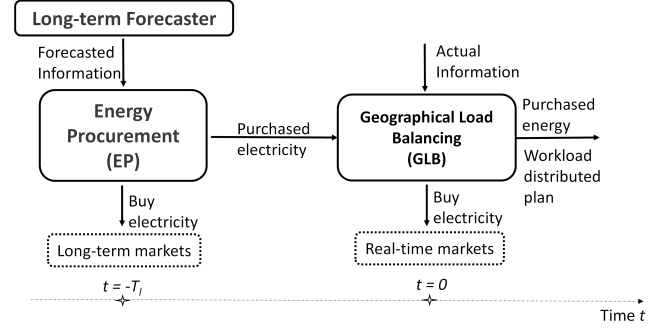 Long-term Forecaster
Forecasted
Information
Actual
Information
Energy
Procurement
(EP)
Purchased
electricity
Geographical Load
Balancing
(GLB)
Purchased
energy
Workload
distributed
plan
Buy
electricity
Buy
electricity
Long-term markets
Real-time markets
t = -T_l
t = 0
Time t